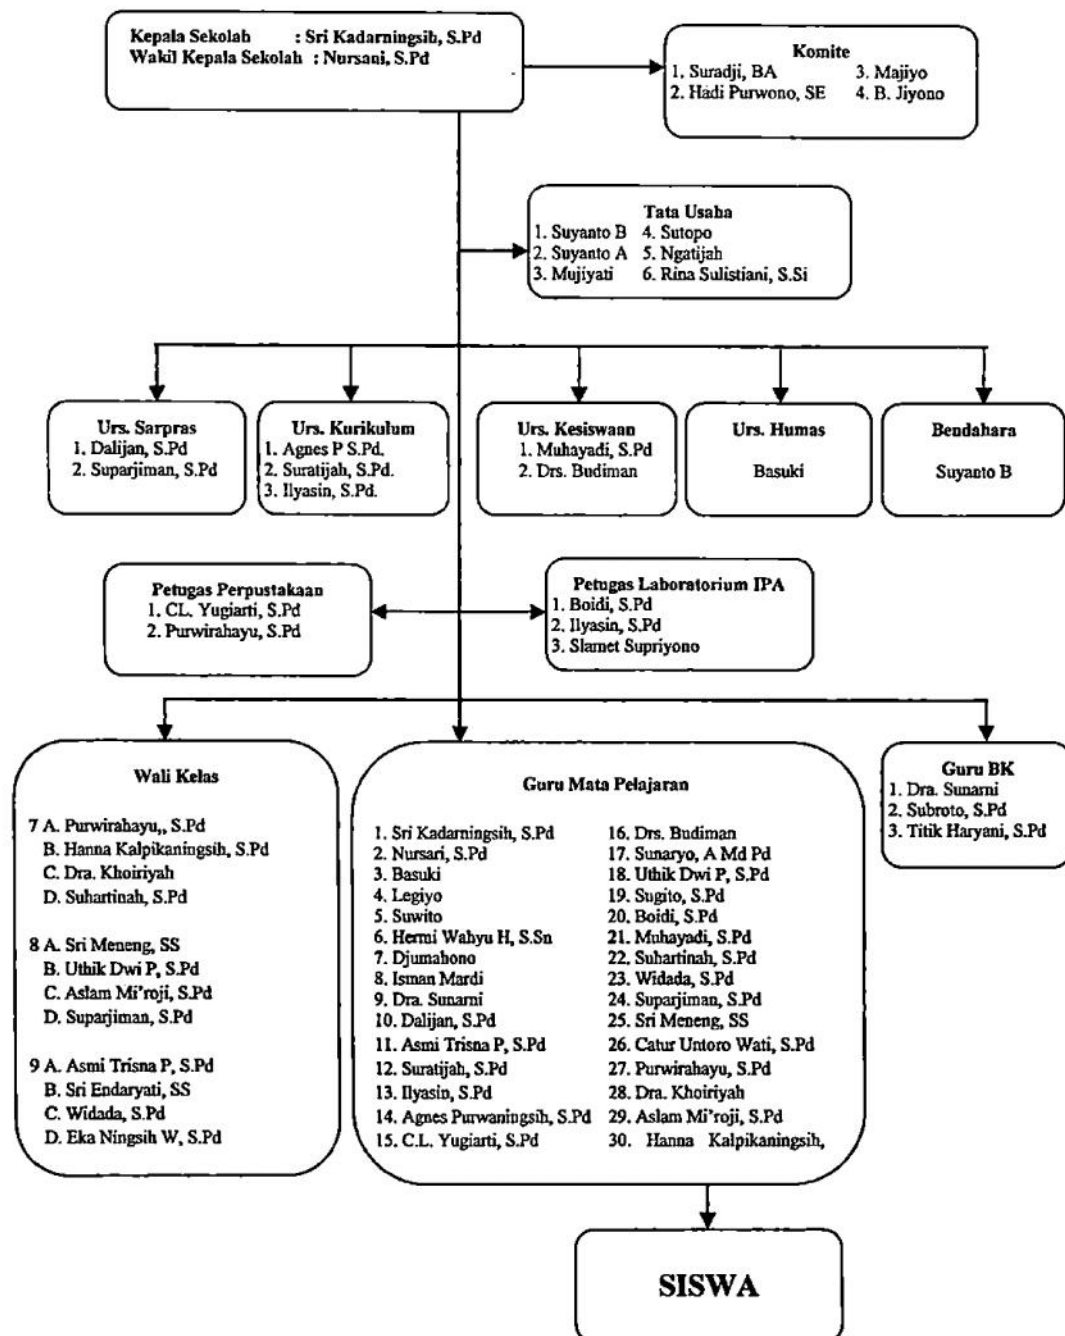 Kepala Sekolah : Sri Kadarningsih, S.Pd
Wakil Kepala Sekolah : Nursani, S.Pd
Komite
1. Suradji, BA 3. Majiyo
2. Hadi Purwono, SE 4. B. Jiyono
Tata Usaha
1. Suyanto B 4. Sutopo
2. Suyanto A 5. Ngatijah
3. Mujiyati 6. Rina Sulistiani, S.Si
Urs. Sarpras
1. Dalijan, S.Pd
2. Suparjiman, S.Pd
Urs. Kurikulum
1. Agnes P S.Pd.
2. Suratijah, S.Pd.
3. Ilyasin, S.Pd.
Urs. Kesiswaan
1. Muhayadi, S.Pd
2. Drs. Budiman
Urs. Humas
Basuki
Bendahara
Suyanto B
Petugas Perpustakaan
1. CL. Yugiarti, S.Pd
2. Purwirahayu, S.Pd
Petugas Laboratorium IPA
1. Boidi, S.Pd
2. Ilyasin, S.Pd
3. Slamet Supriyono
Wali Kelas
7 A. Purwirahayu,, S.Pd
B. Hanna Kalpikaningsih, S.Pd
C. Dra. Khoiriyah
D. Suhartinah, S.Pd
8 A. Sri Meneng, SS
B. Uthik Dwi P, S.Pd
C. Aslam Mi'roji, S.Pd
D. Suparjiman, S.Pd
9 A. Asmi Trisna P, S.Pd
B. Sri Endaryati, SS
C. Widada, S.Pd
D. Eka Ningsih W, S.Pd
Guru Mata Pelajaran
1. Sri Kadarningsih, S.Pd
2. Nursari, S.Pd
3. Basuki
4. Legiyo
5. Suwito
6. Hermi Wahyu H, S.Sn
7. Djumahono
8. Isman Mardi
9. Dra. Sunarni
10. Dalijan, S.Pd
11. Asmi Trisna P, S.Pd
12. Suratijah, S.Pd
13. Ilyasin, S.Pd
14. Agnes Purwaningsih, S.Pd
15. C.L. Yugiarti, S.Pd
16. Drs. Budiman
17. Sunaryo, A Md Pd
18. Uthik Dwi P, S.Pd
19. Sugito, S.Pd
20. Boidi, S.Pd
21. Muhayadi, S.Pd
22. Suhartinah, S.Pd
23. Widada, S.Pd
24. Suparjiman, S.Pd
25. Sri Meneng, SS
26. Catur Untoro Wati, S.Pd
27. Purwirahayu, S.Pd
28. Dra. Khoiriyah
29. Aslam Mi'roji, S.Pd
30. Hanna Kalpikaningsih,
Guru BK
1. Dra. Sunarni
2. Subroto, S.Pd
3. Titik Haryani, S.Pd
SISWA